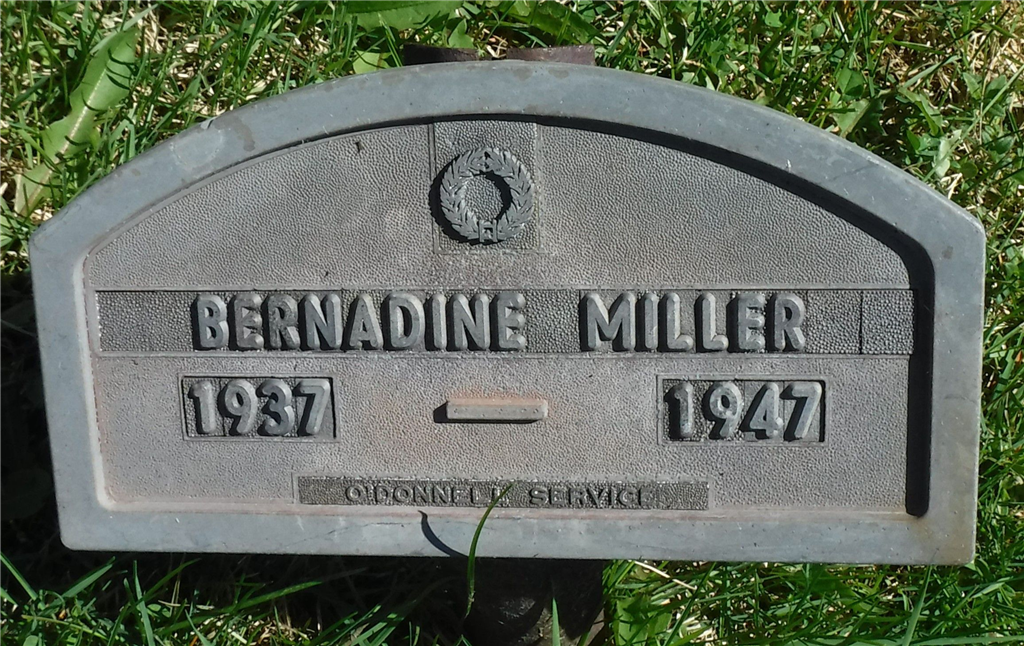 BERNADINE MILLER
1937 — 1947
O'DONNELL SERVICE